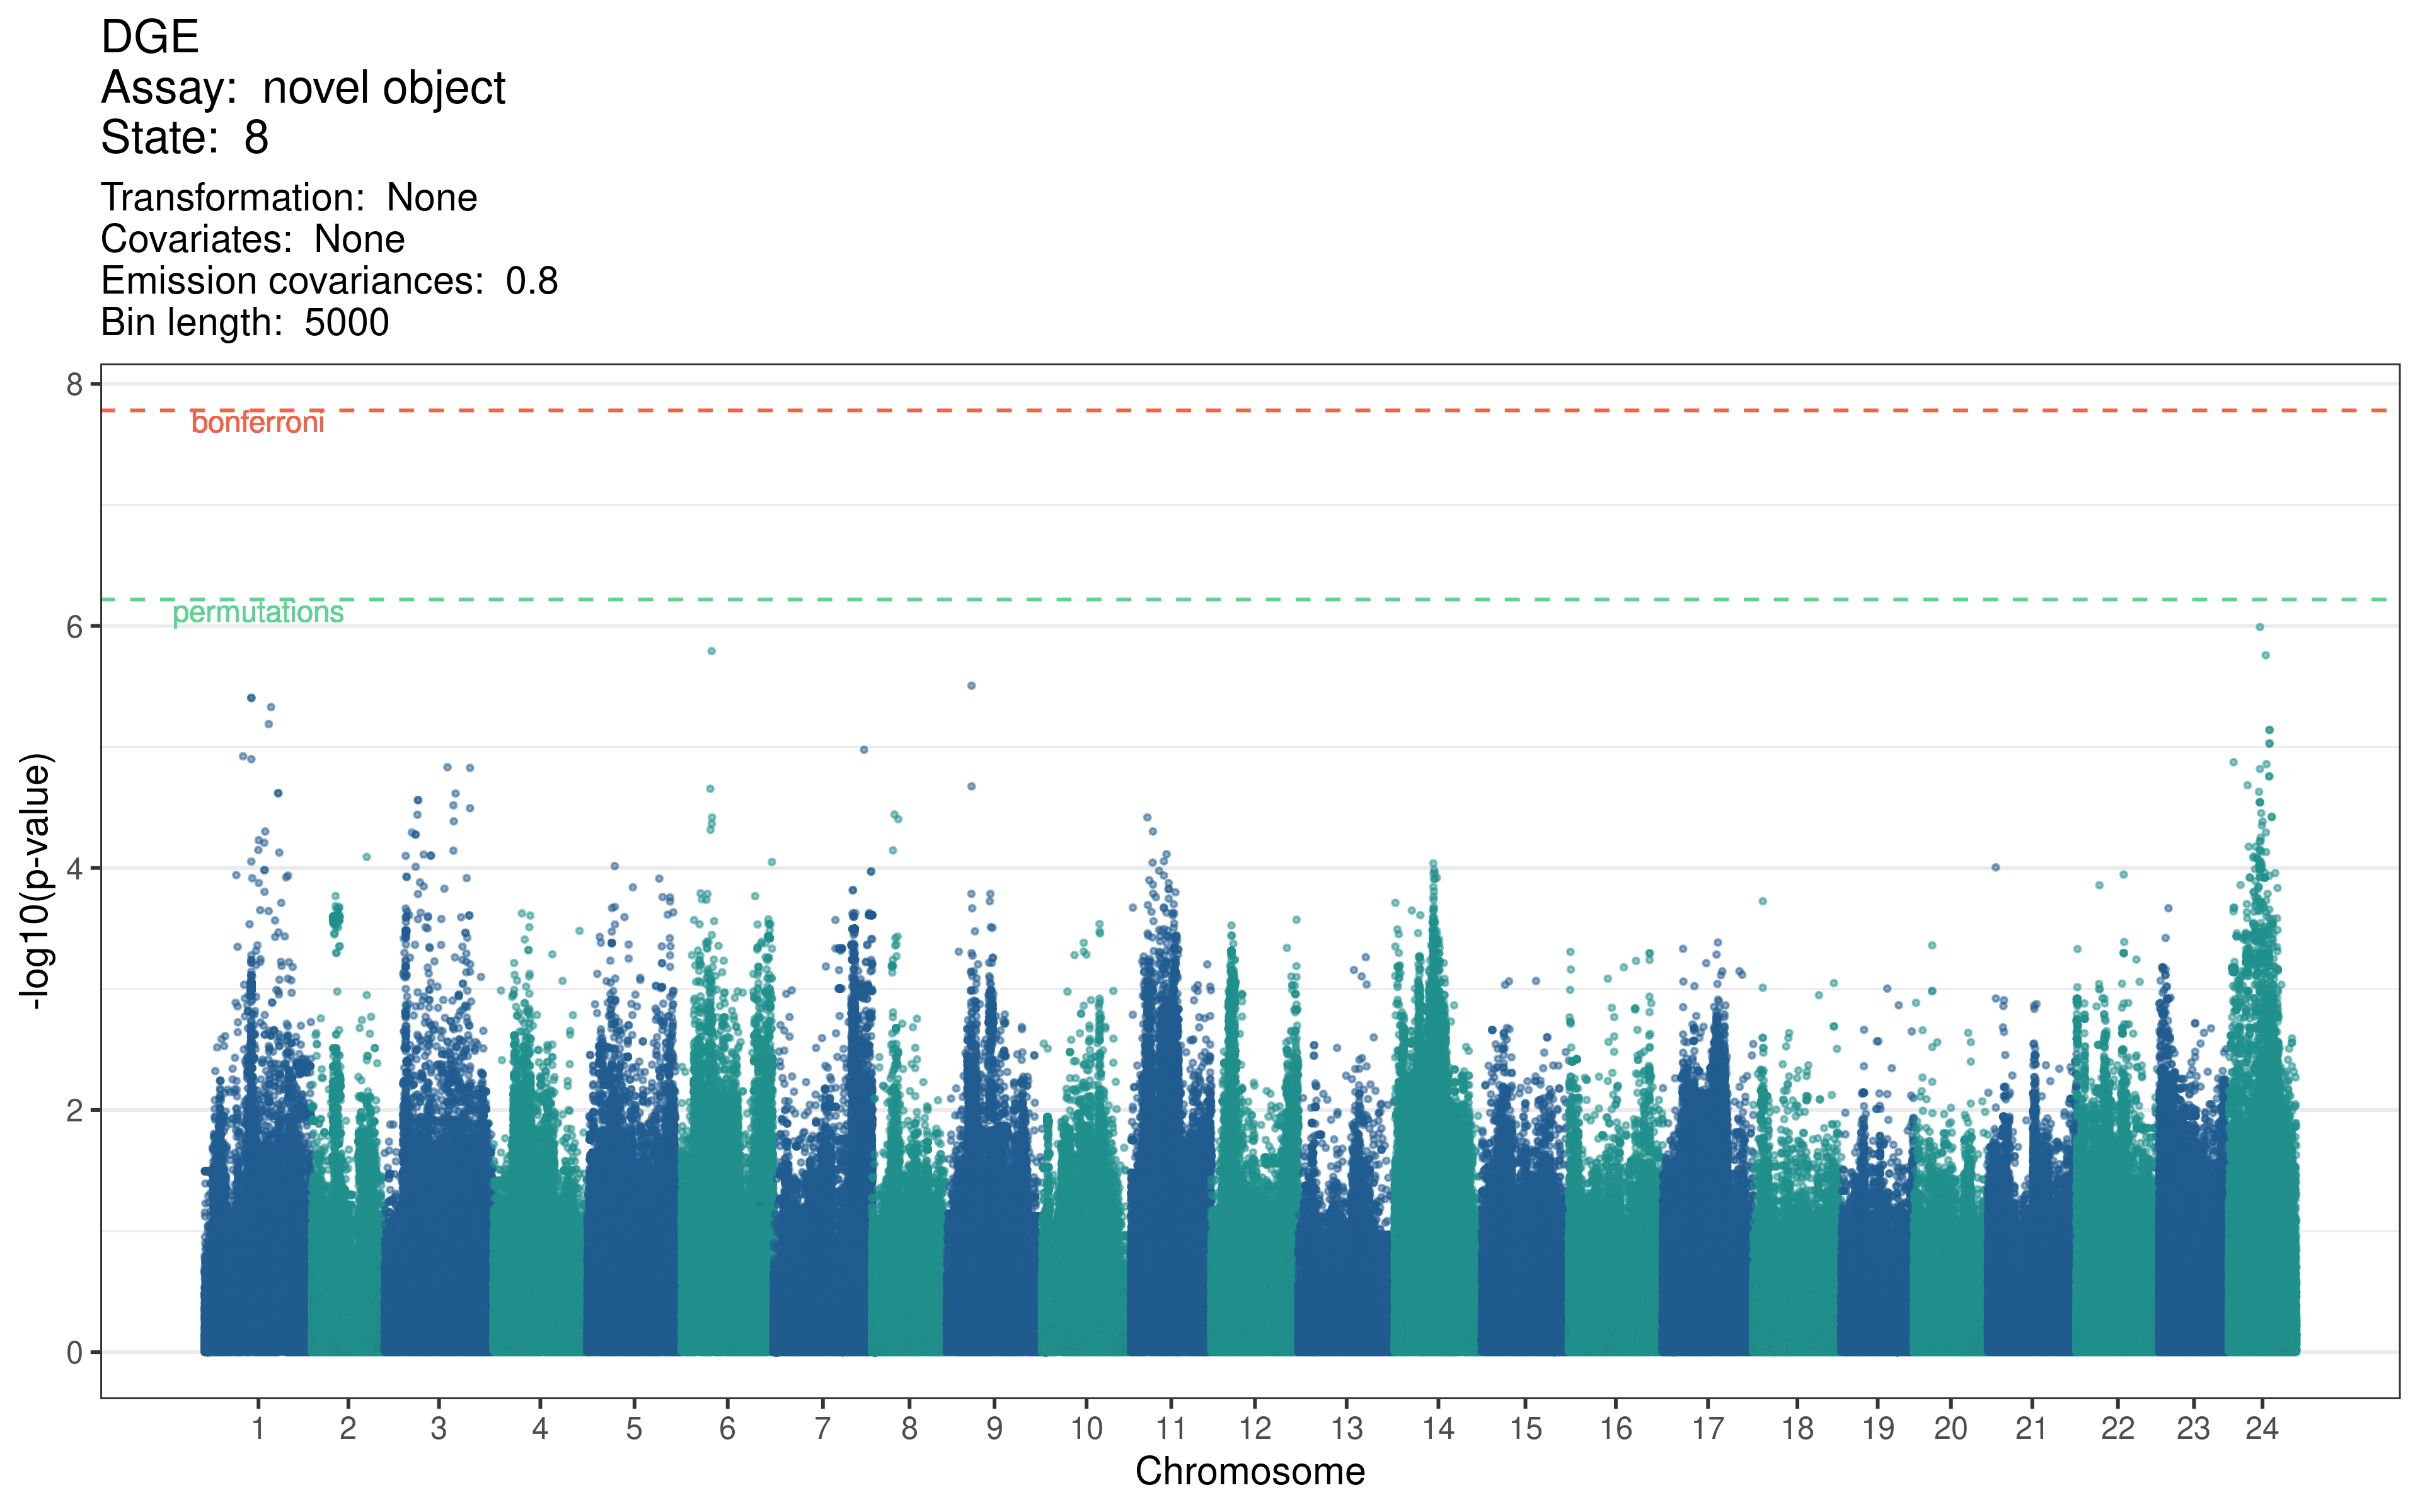 DGE
Assay:  novel object
State:  8
Transformation:  None
Covariates:  None
Emission covariances:  0.8
Bin length:  5000
8
bonferroni
permutations
6
4
2
0
-log10(p-value)
1 2 3 4 5 6 7 8 9 10 11 12 13 14 15 16 17 18 19 20 21 22 23 24
Chromosome